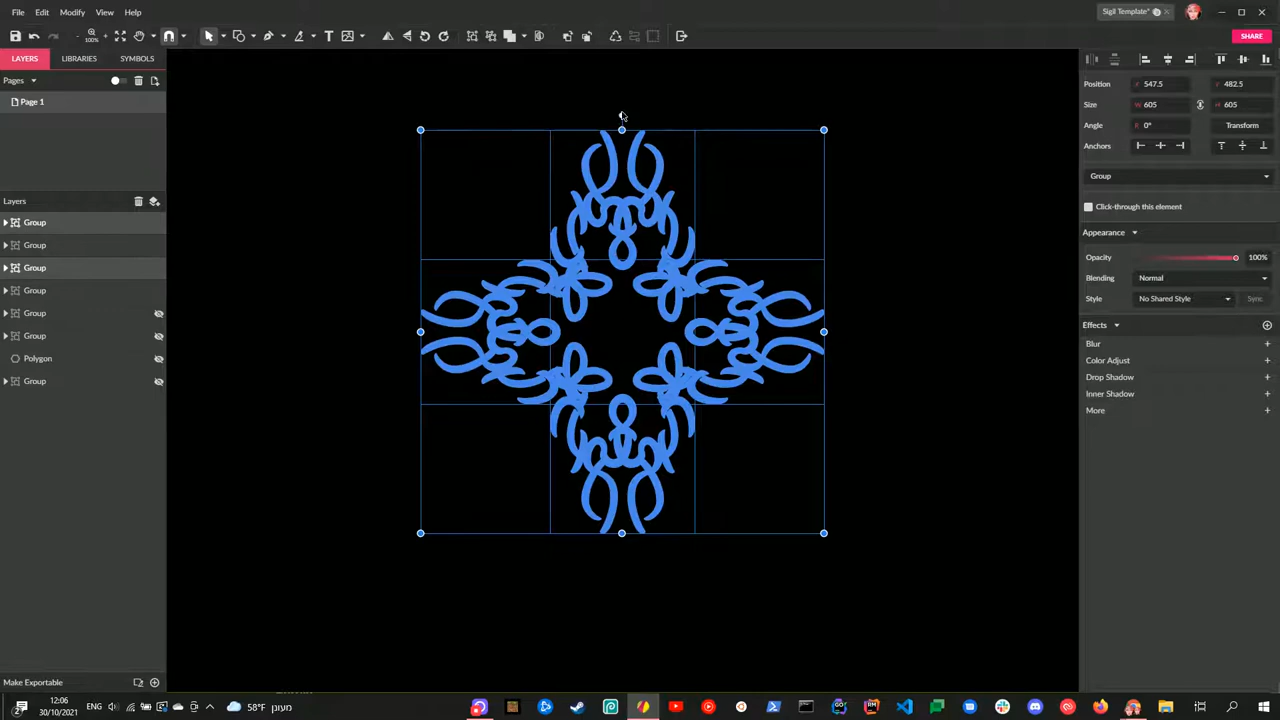 File Edit Modify View Help
Sigil Template*
100%
SHARE
LAYERS LIBRARIES SYMBOLS
Pages
Page 1
Layers
Group
Group
Group
Group
Group
Group
Polygon
Group
Make Exportable
Position X 547.5 Y 482.5
Size W 605 H 605
Angle R 0° Transform
Anchors
Group
Click-through this element
Appearance
Opacity 100%
Blending Normal
Style No Shared Style Sync
Effects
Blur
Color Adjust
Drop Shadow
Inner Shadow
More
12:06
30/10/2021
ENG
58°F מעונן